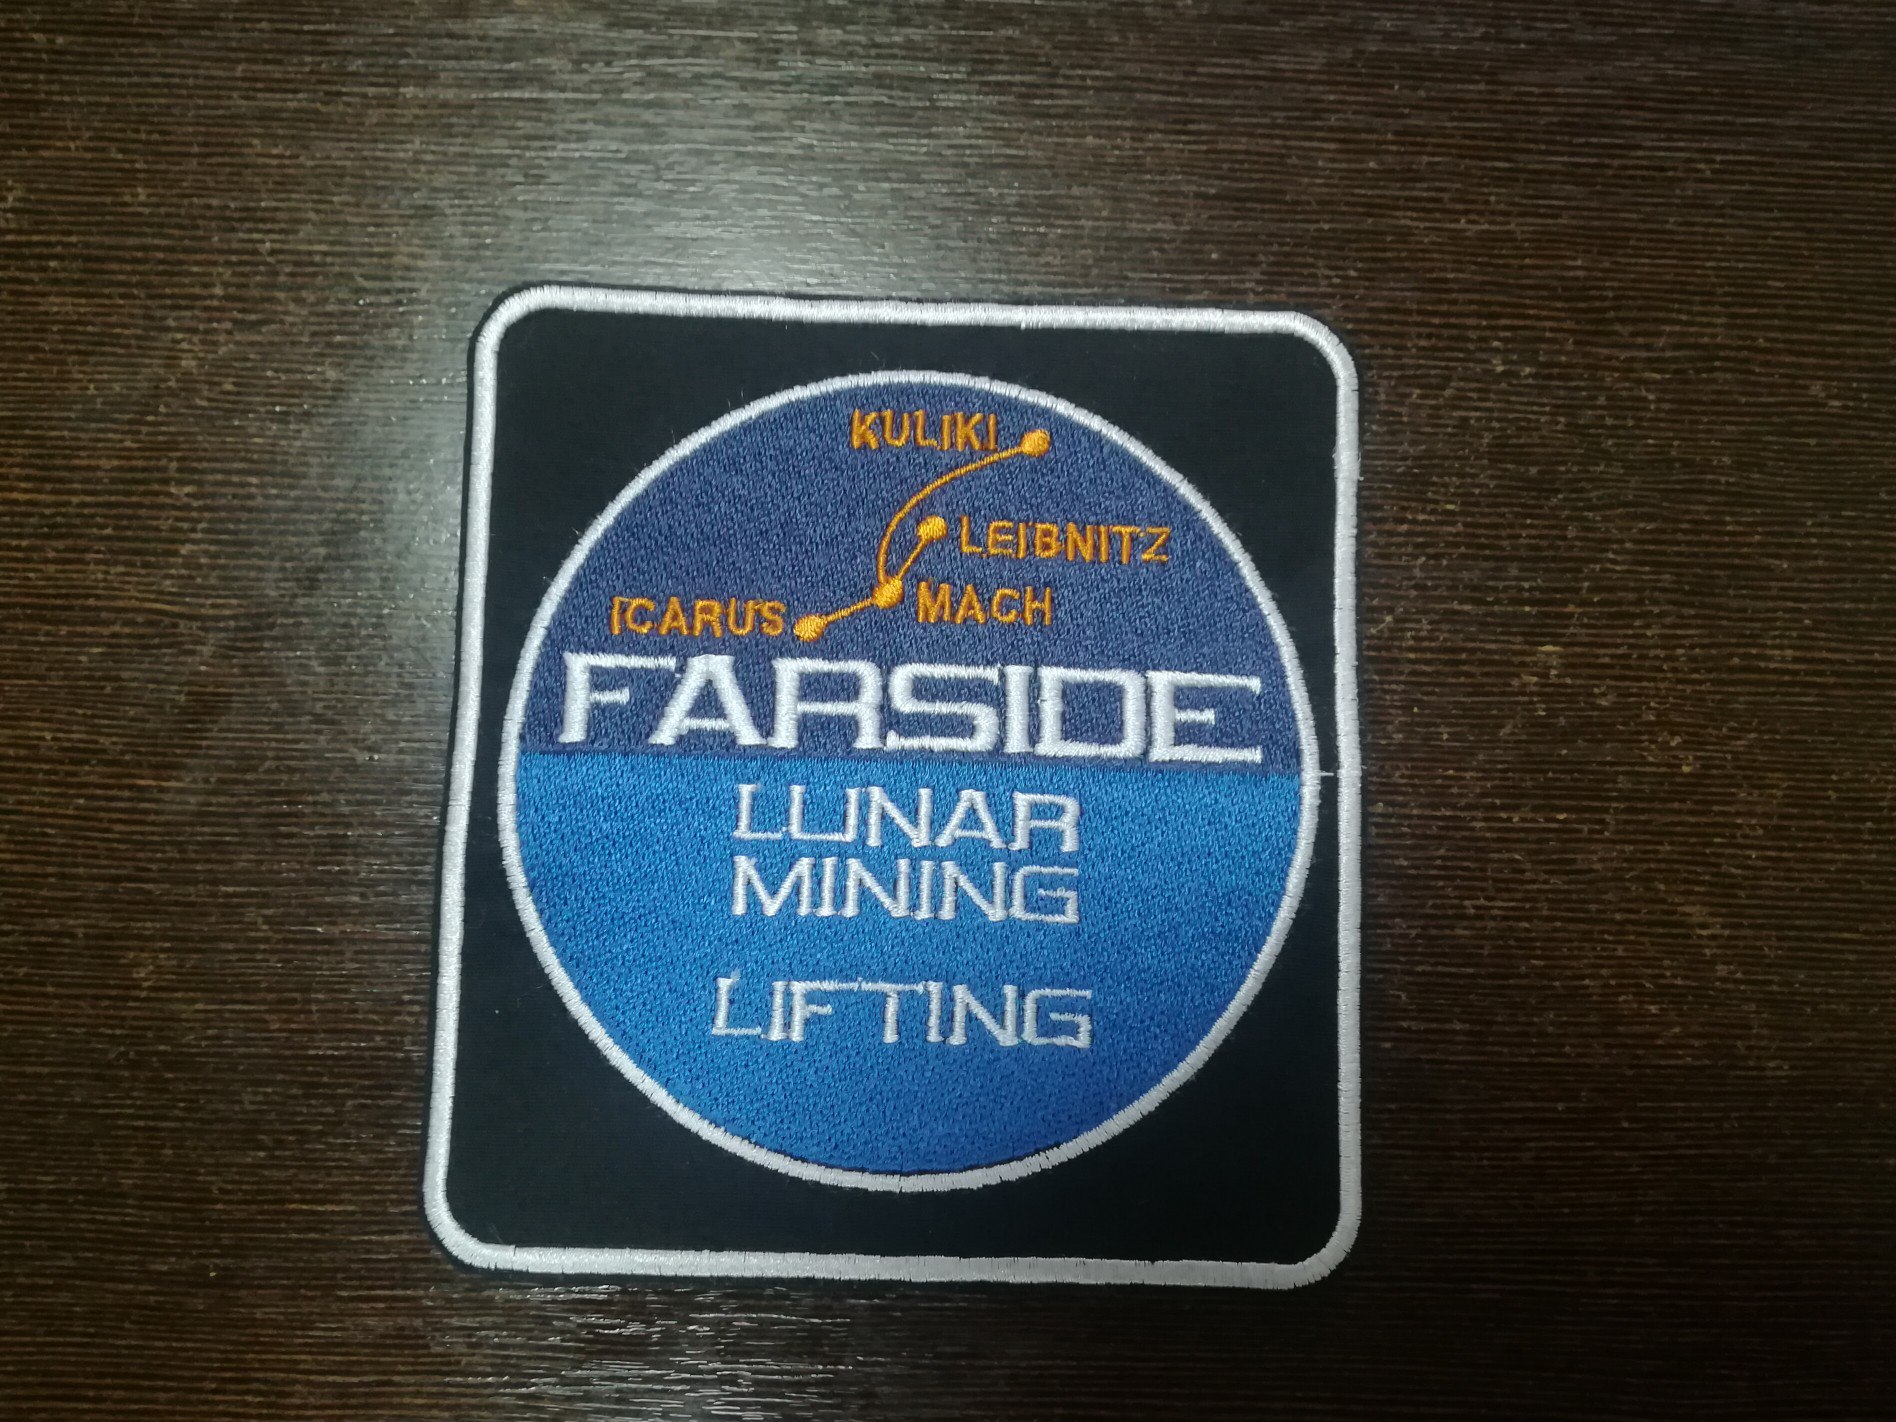 KULIKI
LEIBNITZ
MACH
ICARUS
FARSIDE
LUNAR
MINING
LIFTING